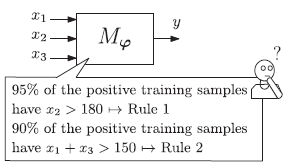 x₁
x₂
x₃
M_φ
y
?
95% of the positive training samples
have x₂ > 180 ↦ Rule 1
90% of the positive training samples
have x₁ + x₃ > 150 ↦ Rule 2